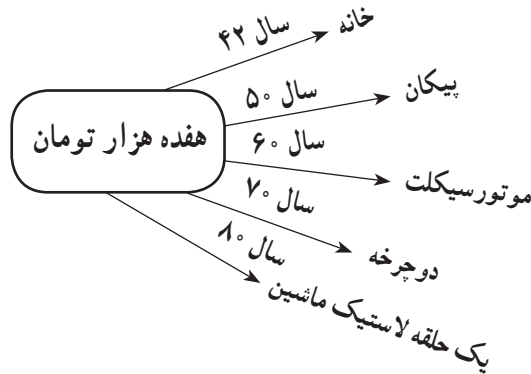 هفده هزار تومان
سال ۴۲
خانه
سال ۵۰
پیکان
سال ۶۰
موتورسیکلت
سال ۷۰
دوچرخه
سال ۸۰
یک حلقه لاستیک ماشین